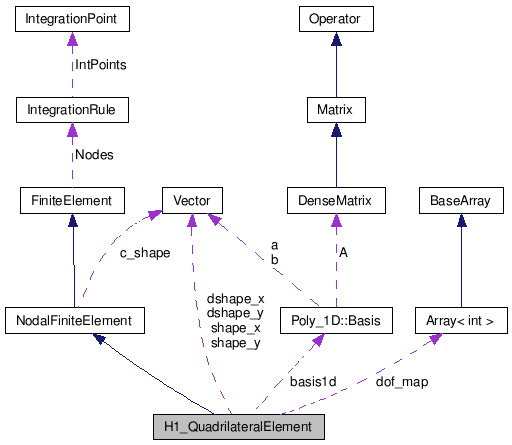 IntegrationPoint
Operator
IntPoints
IntegrationRule
Matrix
Nodes
FiniteElement
Vector
DenseMatrix
BaseArray
c_shape
a
b
A
dshape_x
dshape_y
shape_x
shape_y
NodalFiniteElement
Poly_1D::Basis
Array< int >
basis1d
dof_map
H1_QuadrilateralElement